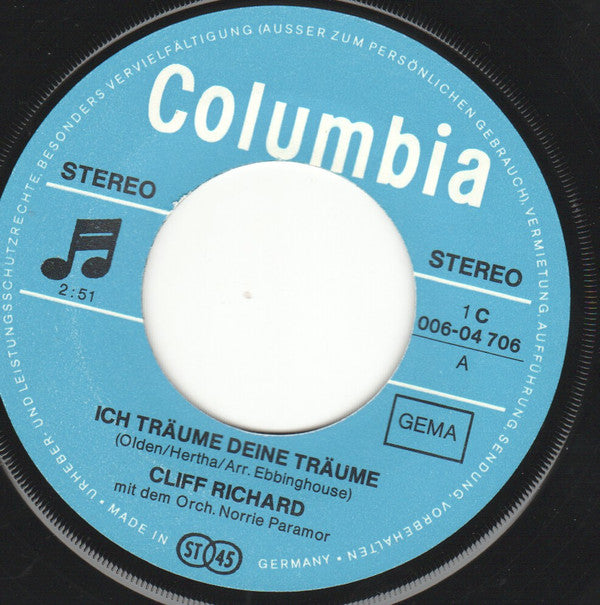 URHEBER- UND LEISTUNGSSCHUTZRECHTE, BESONDERS VERVIELFÄLTIGUNG (AUSSER ZUM PERSÖNLICHEN GEBRAUCH), VERMIETUNG, AUFFÜHRUNG, SENDUNG, VORBEHALTEN • MADE IN GERMANY •
Columbia
STEREO
STEREO
2:51
1 C
006-04 706
A
GEMA
ICH TRÄUME DEINE TRÄUME
(Olden/Hertha/Arr. Ebbinghouse)
CLIFF RICHARD
mit dem Orch. Norrie Paramor
ST 45